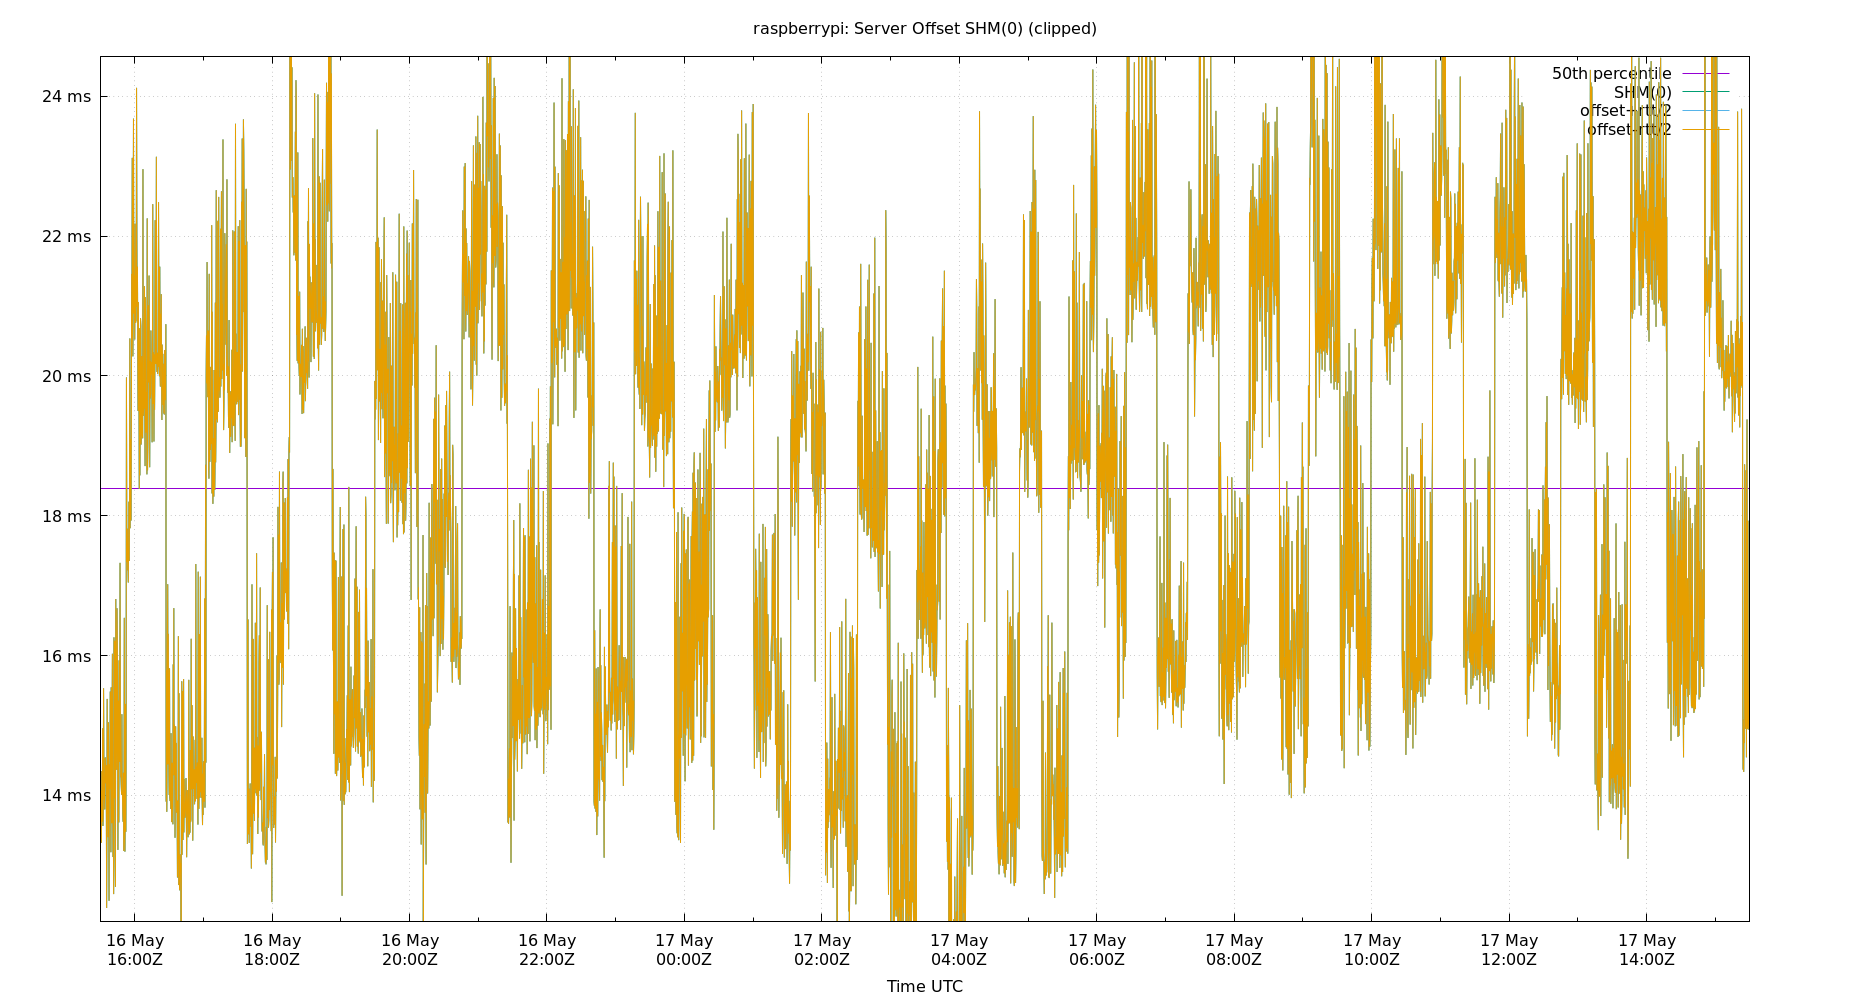 raspberrypi: Server Offset SHM(0) (clipped)
50th percentile
SHM(0)
offset+rtt/2
offset-rtt/2
24 ms
22 ms
20 ms
18 ms
16 ms
14 ms
16 May 16 May 16 May 16 May 17 May 17 May 17 May 17 May 17 May 17 May 17 May 17 May
16:00Z 18:00Z 20:00Z 22:00Z 00:00Z 02:00Z 04:00Z 06:00Z 08:00Z 10:00Z 12:00Z 14:00Z
Time UTC